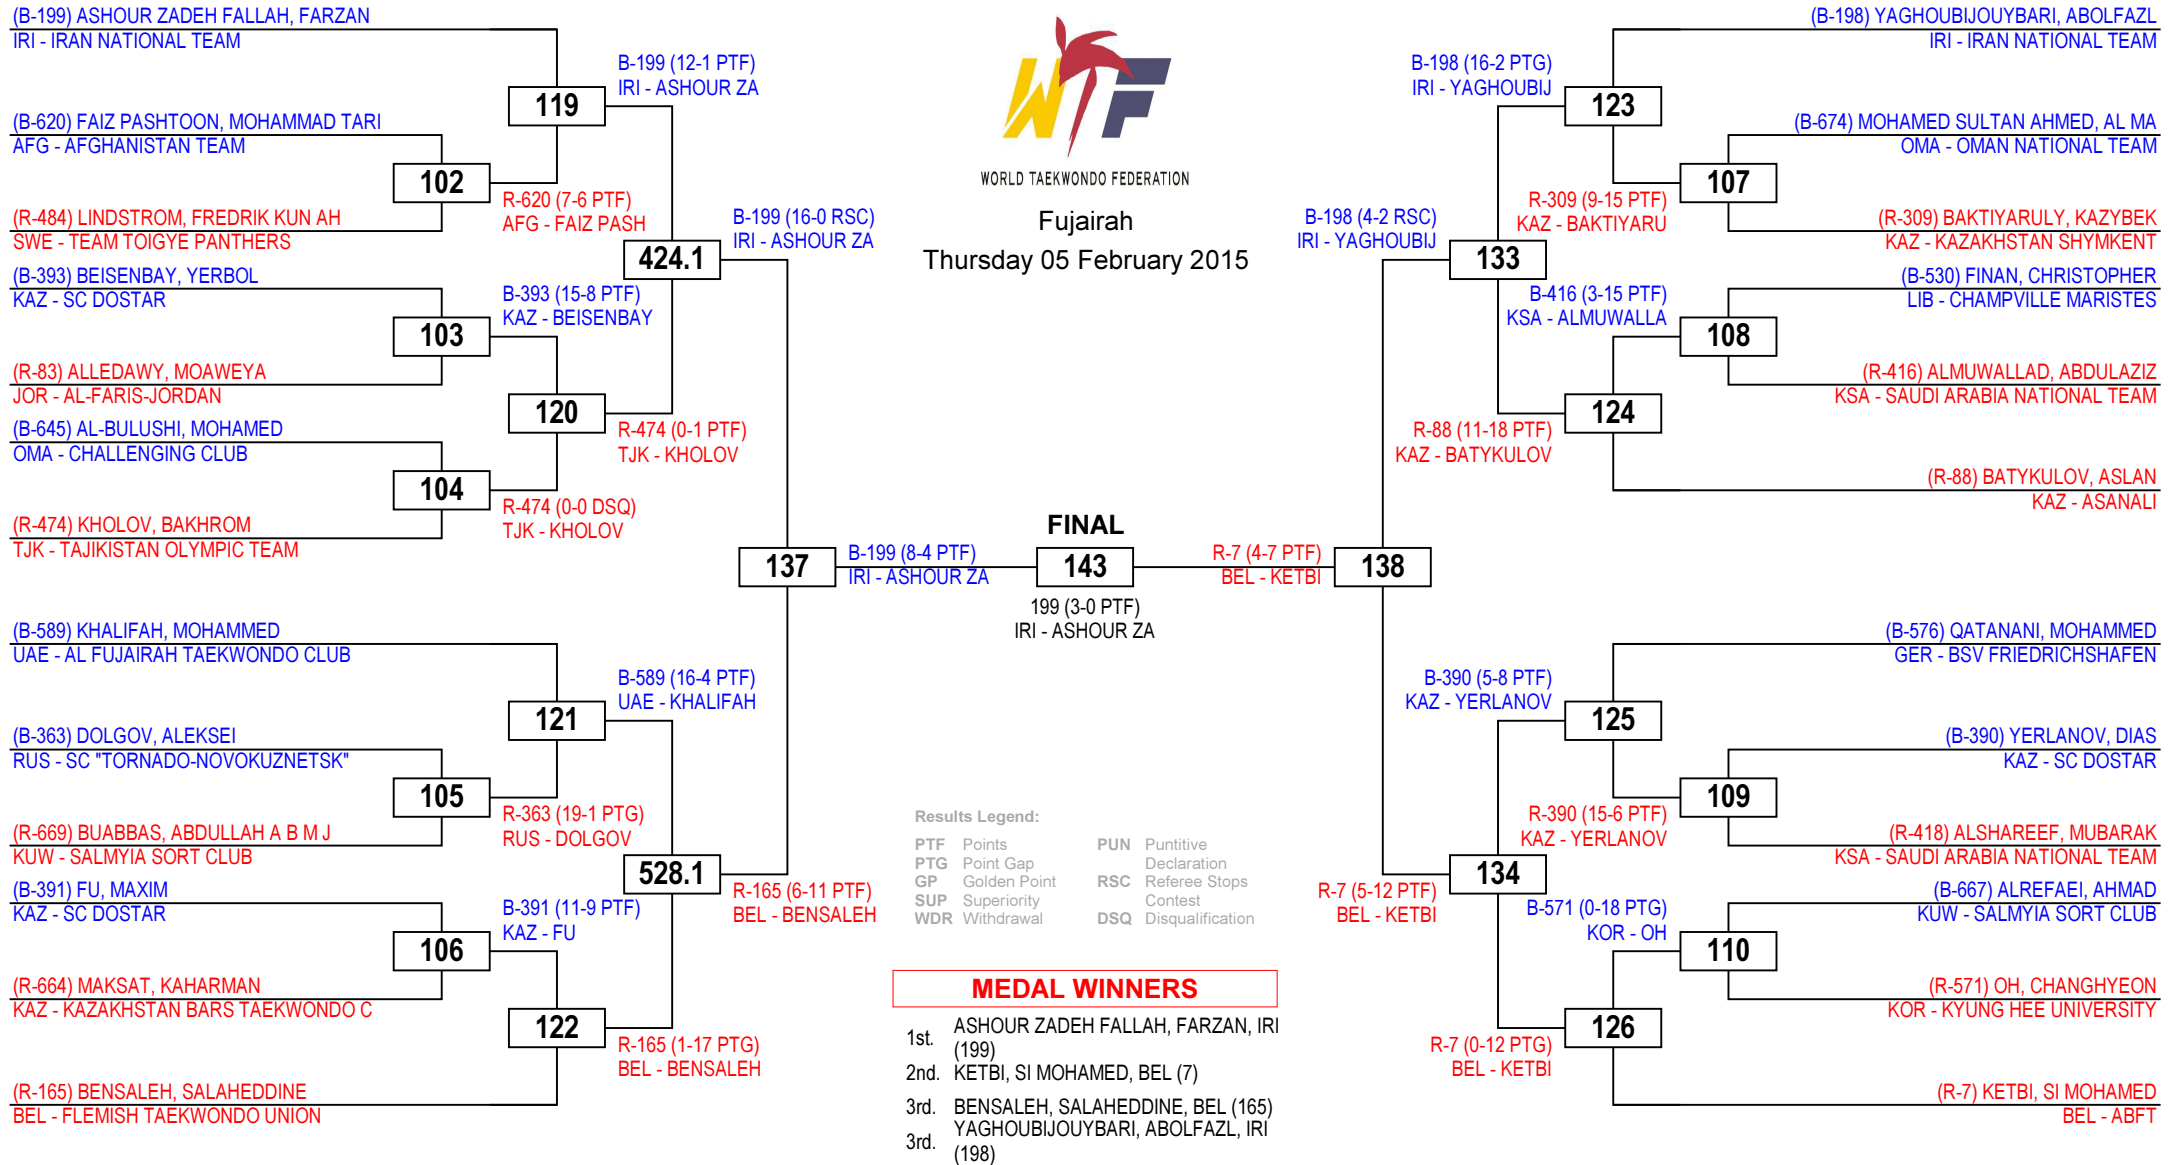 (B-199) ASHOUR ZADEH FALLAH, FARZAN
IRI - IRAN NATIONAL TEAM
B-199 (12-1 PTF)
IRI - ASHOUR ZA
119
(B-620) FAIZ PASHTOON, MOHAMMAD TARI
AFG - AFGHANISTAN TEAM
102
R-620 (7-6 PTF)
AFG - FAIZ PASH
(R-484) LINDSTROM, FREDRIK KUN AH
SWE - TEAM TOIGYE PANTHERS
B-199 (16-0 RSC)
IRI - ASHOUR ZA
424.1
(B-393) BEISENBAY, YERBOL
KAZ - SC DOSTAR
B-393 (15-8 PTF)
KAZ - BEISENBAY
103
(R-83) ALLEDAWY, MOAWEYA
JOR - AL-FARIS-JORDAN
120
R-474 (0-1 PTF)
TJK - KHOLOV
(B-645) AL-BULUSHI, MOHAMED
OMA - CHALLENGING CLUB
104
R-474 (0-0 DSQ)
TJK - KHOLOV
(R-474) KHOLOV, BAKHROM
TJK - TAJIKISTAN OLYMPIC TEAM
137
B-199 (8-4 PTF)
IRI - ASHOUR ZA
(B-589) KHALIFAH, MOHAMMED
UAE - AL FUJAIRAH TAEKWONDO CLUB
B-589 (16-4 PTF)
UAE - KHALIFAH
121
(B-363) DOLGOV, ALEKSEI
RUS - SC "TORNADO-NOVOKUZNETSK"
105
R-363 (19-1 PTG)
RUS - DOLGOV
(R-669) BUABBAS, ABDULLAH A B M J
KUW - SALMYIA SORT CLUB
528.1
R-165 (6-11 PTF)
BEL - BENSALEH
(B-391) FU, MAXIM
KAZ - SC DOSTAR
B-391 (11-9 PTF)
KAZ - FU
106
(R-664) MAKSAT, KAHARMAN
KAZ - KAZAKHSTAN BARS TAEKWONDO C
122
R-165 (1-17 PTG)
BEL - BENSALEH
(R-165) BENSALEH, SALAHEDDINE
BEL - FLEMISH TAEKWONDO UNION
WTF
WORLD TAEKWONDO FEDERATION
Fujairah
Thursday 05 February 2015
FINAL
143
199 (3-0 PTF)
IRI - ASHOUR ZA
Results Legend:
PTF Points
PTG Point Gap
GP Golden Point
SUP Superiority
WDR Withdrawal
PUN Puntitive
Declaration
RSC Referee Stops
Contest
DSQ Disqualification
MEDAL WINNERS
1st. ASHOUR ZADEH FALLAH, FARZAN, IRI
(199)
2nd. KETBI, SI MOHAMED, BEL (7)
3rd. BENSALEH, SALAHEDDINE, BEL (165)
3rd. YAGHOUBIJOUYBARI, ABOLFAZL, IRI
(198)
(B-198) YAGHOUBIJOUYBARI, ABOLFAZL
IRI - IRAN NATIONAL TEAM
B-198 (16-2 PTG)
IRI - YAGHOUBIJ
123
(B-674) MOHAMED SULTAN AHMED, AL MA
OMA - OMAN NATIONAL TEAM
107
R-309 (9-15 PTF)
KAZ - BAKTIYARU
(R-309) BAKTIYARULY, KAZYBEK
KAZ - KAZAKHSTAN SHYMKENT
B-198 (4-2 RSC)
IRI - YAGHOUBIJ
133
(B-530) FINAN, CHRISTOPHER
LIB - CHAMPVILLE MARISTES
B-416 (3-15 PTF)
KSA - ALMUWALLA
108
(R-416) ALMUWALLAD, ABDULAZIZ
KSA - SAUDI ARABIA NATIONAL TEAM
124
R-88 (11-18 PTF)
KAZ - BATYKULOV
(R-88) BATYKULOV, ASLAN
KAZ - ASANALI
R-7 (4-7 PTF)
BEL - KETBI
138
(B-576) QATANANI, MOHAMMED
GER - BSV FRIEDRICHSHAFEN
B-390 (5-8 PTF)
KAZ - YERLANOV
125
(B-390) YERLANOV, DIAS
KAZ - SC DOSTAR
109
R-390 (15-6 PTF)
KAZ - YERLANOV
(R-418) ALSHAREEF, MUBARAK
KSA - SAUDI ARABIA NATIONAL TEAM
134
R-7 (5-12 PTF)
BEL - KETBI
(B-667) ALREFAEI, AHMAD
KUW - SALMYIA SORT CLUB
B-571 (0-18 PTG)
KOR - OH
110
(R-571) OH, CHANGHYEON
KOR - KYUNG HEE UNIVERSITY
126
R-7 (0-12 PTG)
BEL - KETBI
(R-7) KETBI, SI MOHAMED
BEL - ABFT